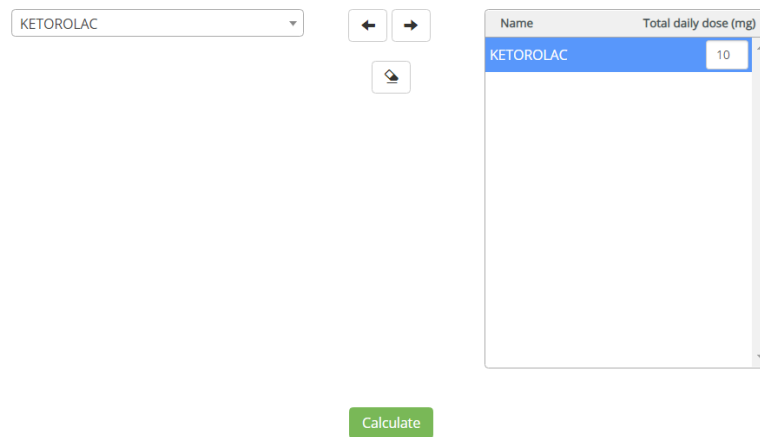 KETOROLAC
Name Total daily dose (mg)
KETOROLAC 10
Calculate